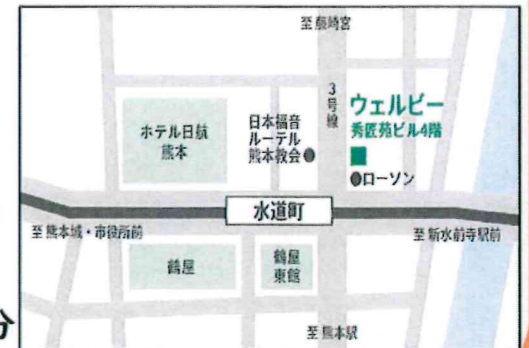 至藤崎宮
3号線
ウェルビー
秀匠苑ビル4階
ホテル日航
熊本
日本福音
ルーテル
熊本教会
ローソン
水道町
至熊本城・市役所前
至新水前寺駅前
鶴屋
鶴屋
東館
至熊本駅
分